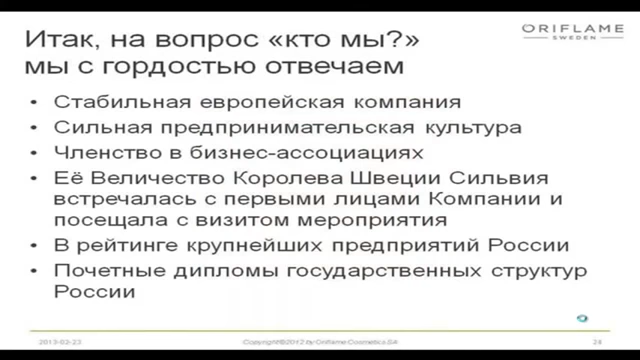 Итак, на вопрос «кто мы?»
мы с гордостью отвечаем
ORIFLAME
SWEDEN
• Стабильная европейская компания
• Сильная предпринимательская культура
• Членство в бизнес-ассоциациях
• Её Величество Королева Швеции Сильвия
встречалась с первыми лицами Компании и
посещала с визитом мероприятия
• В рейтинге крупнейших предприятий России
• Почетные дипломы государственных структур
России
2013-02-23
Copyright©2012 by Oriflame Cosmetics SA
24